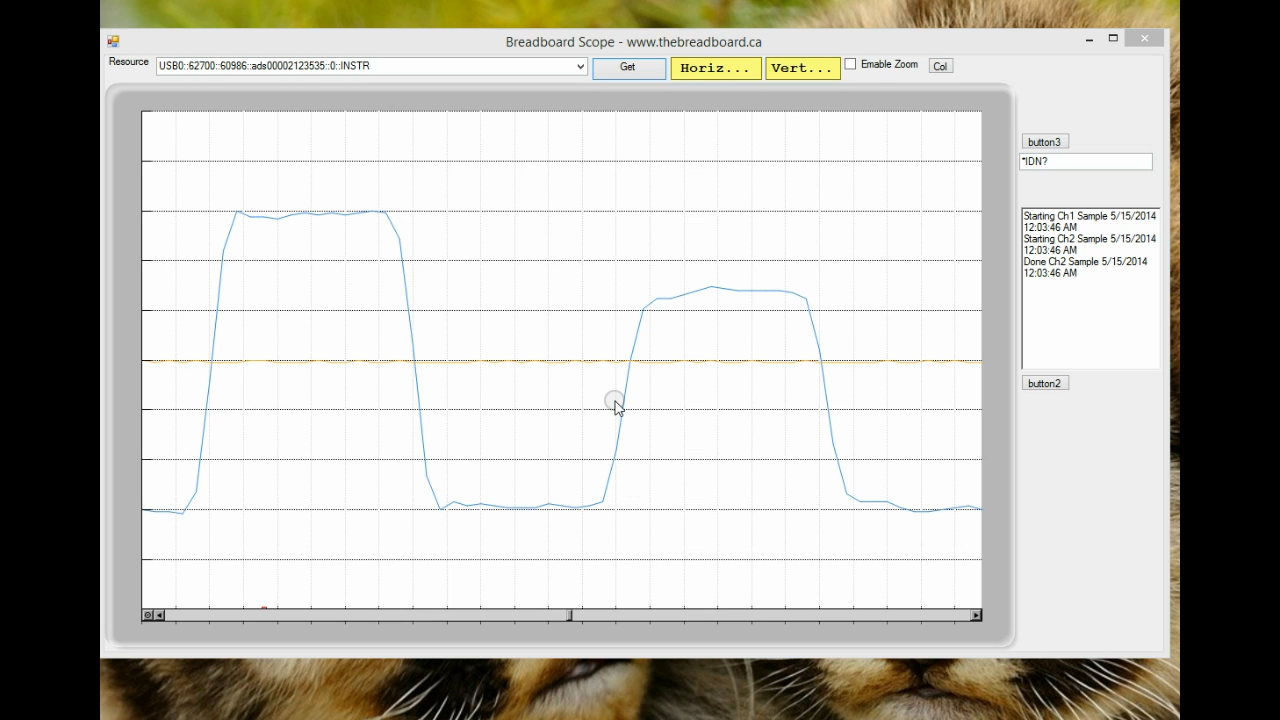 Breadboard Scope - www.thebreadboard.ca
Resource
USB0::62700::60986::ads00002123535::0::INSTR
Get
Horiz...
Vert...
Emable Zoom
Col
button3
*IDN?
Starting Ch1 Sample 5/15/2014
12:03:46 AM
Starting Ch2 Sample 5/15/2014
12:03:46 AM
Done Ch2 Sample 5/15/2014
12:03:46 AM
button2